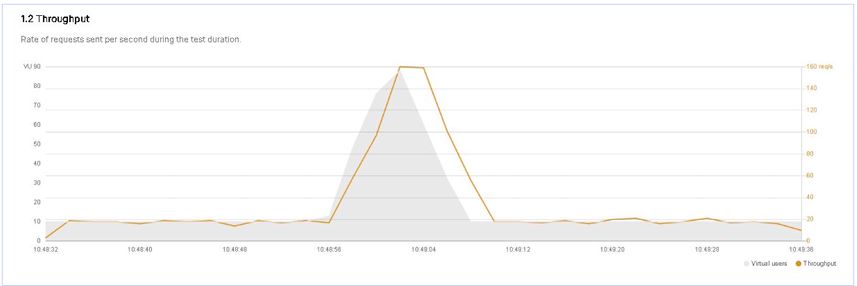 1.2 Throughput
Rate of requests sent per second during the test duration.
VU 90
80
70
60
50
40
30
20
10
0
160 req/s
140
120
100
80
60
40
20
0
10:48:32 10:48:40 10:48:48 10:48:56 10:49:04 10:49:12 10:49:20 10:49:28 10:49:36
Virtual users Throughput